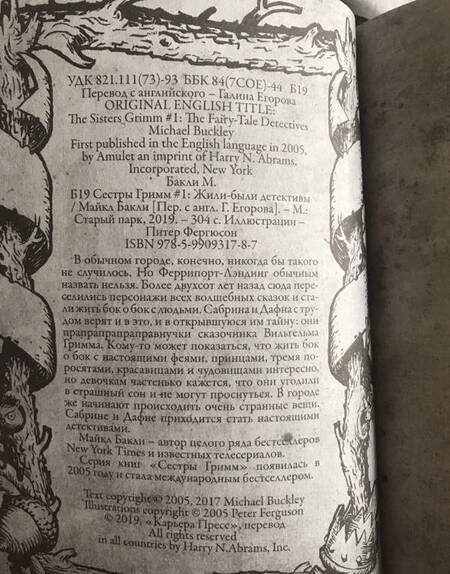 УДК 821.111(73)-93 ББК 84(7СОЕ)-44 Б19
Перевод с английского – Галина Егорова
ORIGINAL ENGLISH TITLE:
The Sisters Grimm #1: The Fairy-Tale Detectives
Michael Buckley
First published in the English language in 2005,
by Amulet an imprint of Harry N. Abrams,
Incorporated, New York
Бакли М.
Б19 Сестры Гримм #1: Жили-были детективы
/ Майкл Бакли [Пер. с англ. Г. Егорова]. – М.:
Старый парк, 2019. – 304 с. Иллюстрации –
Питер Фергюсон
ISBN 978-5-9909317-8-7
В обычном городе, конечно, никогда бы такого
не случилось, Но Феррипорт-Лэндинг обычным
назвать нельзя. Более двухсот лет назад сюда пере-
селились персонажи всех волшебных сказок и ста-
ли жить бок о бок с людьми. Сабрина и Дафна с тру-
дом верят и в это, и в открывшуюся им тайну: они
прапрапраправнучки сказочника Вильгельма
Гримма. Кому-то может показаться, что жить бок
о бок с настоящими феями, принцами, тремя по-
росятами, красавицами и чудовищами интересно,
но девочкам частенько кажется, что они угодили
в страшный сон и не могут проснуться. В городе
же начинают происходить очень странные вещи.
Сабрине и Дафне приходится стать настоящими
детективами.
Майкл Бакли – автор целого ряда бестселлеров
New York Times и известных телесериалов.
Серия книг «Сестры Гримм» появилась в
2005 году и стала международным бестселлером.
Text copyright © 2005, 2017 Michael Buckley
Illustrations copyright © 2005 Peter Ferguson
© 2019, «Карьера Пресс», перевод
All rights reserved
in all countries by Harry N.Abrams, Inc.